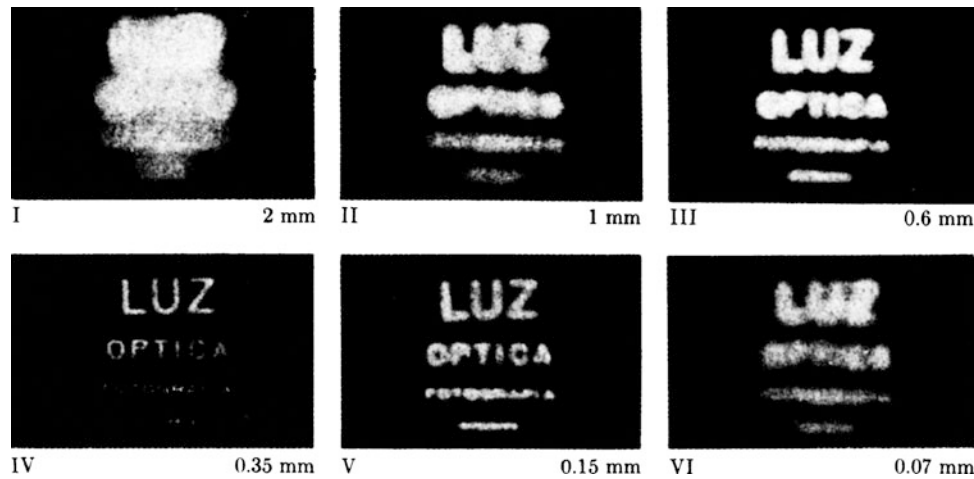 I 2 mm
LUZ
II 1 mm
LUZ
OPTICA
III 0.6 mm
LUZ
OPTICA
IV 0.35 mm
LUZ
OPTICA
V 0.15 mm
LUZ
VI 0.07 mm